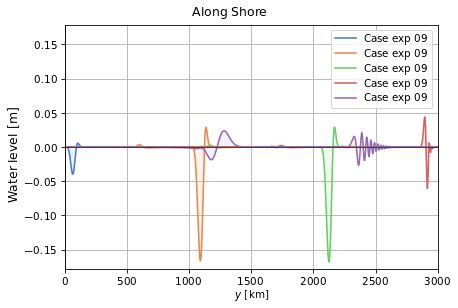 Along Shore
Water level [m]
0.15
0.10
0.05
0.00
−0.05
−0.10
−0.15
Case exp 09
Case exp 09
Case exp 09
Case exp 09
Case exp 09
0 500 1000 1500 2000 2500 3000
y [km]